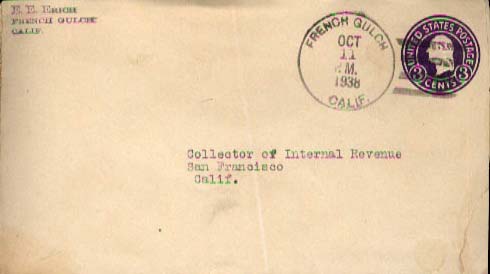 E. E. ERICH
FRENCH GULCH
CALIF.
FRENCH GULCH
OCT
11
M.
1938
CALIF.
UNITED STATES POSTAGE
3 CENTS 3
Collector of Internal Revenue
San Francisco
Calif.